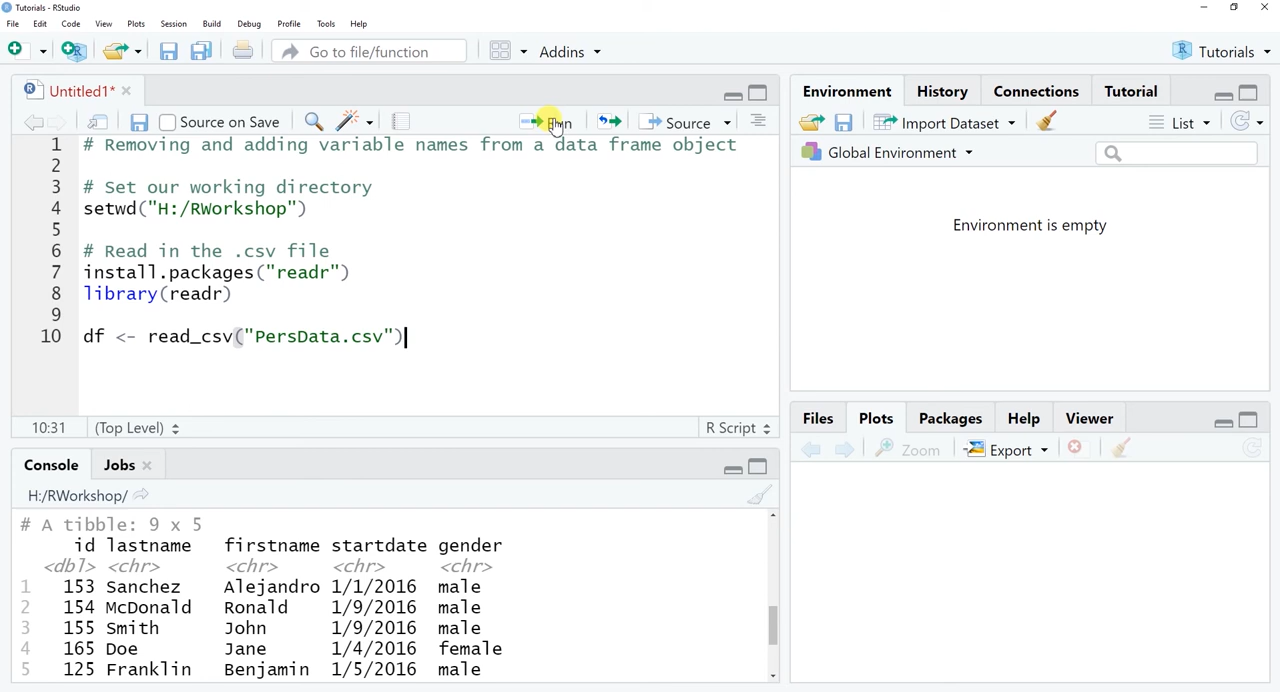 Tutorials - RStudio
File Edit Code View Plots Session Build Debug Profile Tools Help
Go to file/function Addins Tutorials
Untitled1*
Source on Save Run Source
1 # Removing and adding variable names from a data frame object
2
3 # Set our working directory
4 setwd("H:/RWorkshop")
5
6 # Read in the .csv file
7 install.packages("readr")
8 library(readr)
9
10 df <- read_csv("PersData.csv")
10:31 (Top Level) R Script
Console Jobs
H:/RWorkshop/
# A tibble: 9 x 5
id lastname firstname startdate gender
<dbl> <chr> <chr> <chr> <chr>
1 153 Sanchez Alejandro 1/1/2016 male
2 154 McDonald Ronald 1/9/2016 male
3 155 Smith John 1/9/2016 male
4 165 Doe Jane 1/4/2016 female
5 125 Franklin Benjamin 1/5/2016 male
Environment History Connections Tutorial
Import Dataset List
Global Environment
Environment is empty
Files Plots Packages Help Viewer
Zoom Export